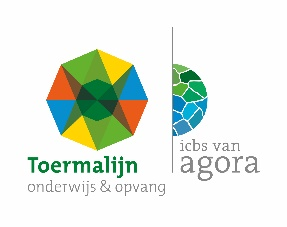 Toermalijn
onderwijs & opvang
icbs van
agora